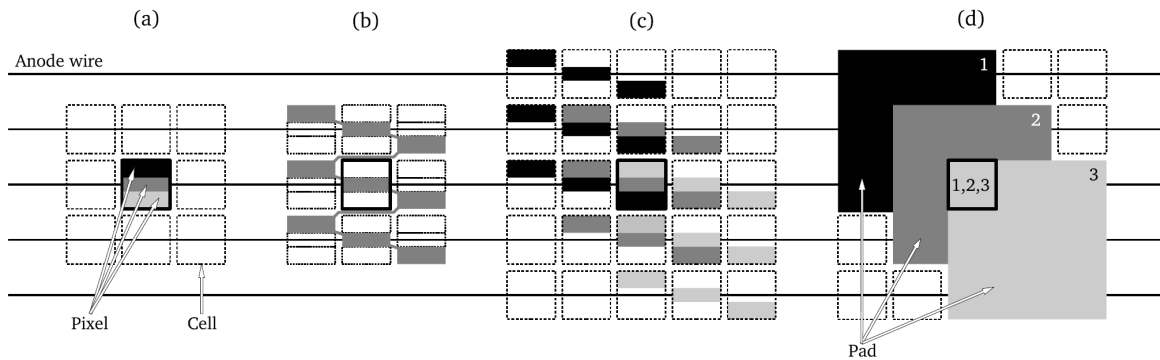 (a)
(b)
(c)
(d)
Anode wire
1
2
3
1,2,3
Pixel
Cell
Pad